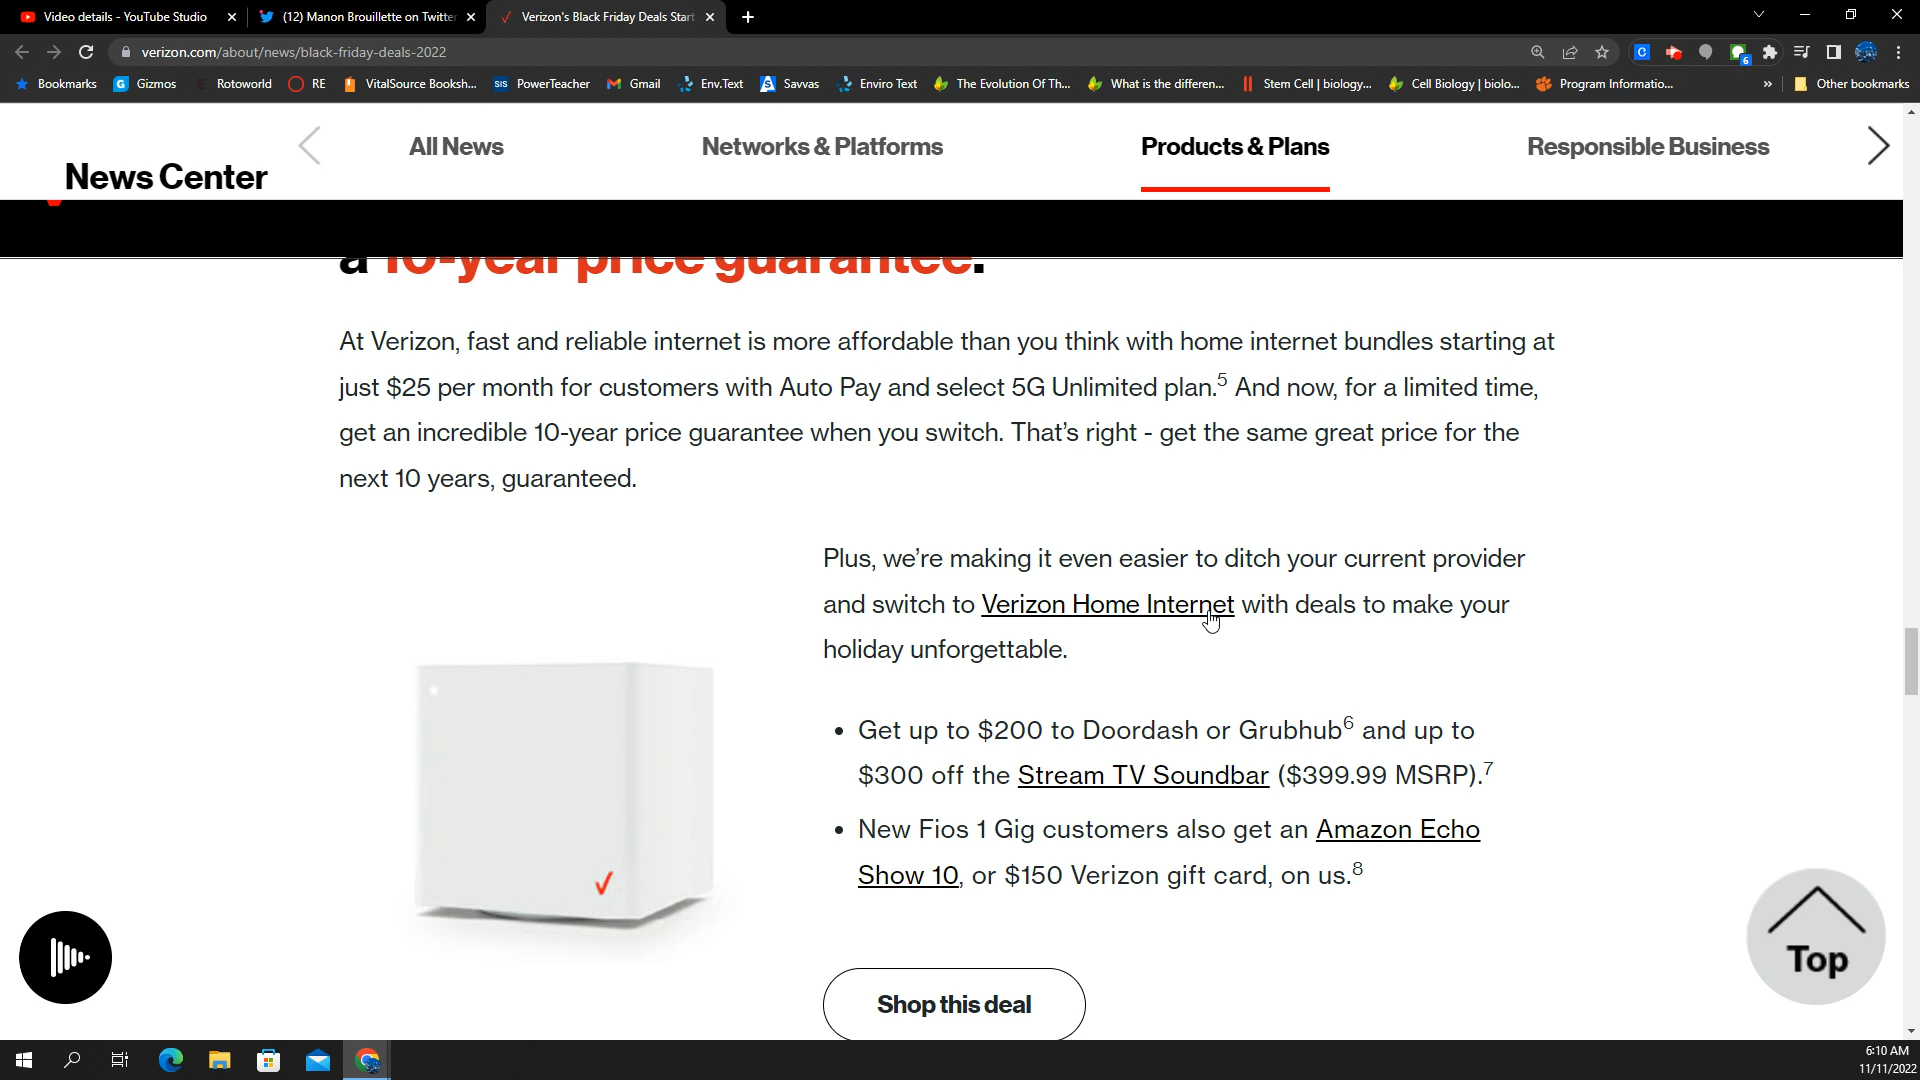 Video details - YouTube Studio
(12) Manon Brouillette on Twitter
Verizon's Black Friday Deals Start
verizon.com/about/news/black-friday-deals-2022
Bookmarks
Gizmos
Rotoworld
RE
VitalSource Booksh...
SIS PowerTeacher
Gmail
Env.Text
Savvas
Enviro Text
The Evolution Of Th...
What is the differen...
Stem Cell | biology...
Cell Biology | biolo...
Program Informatio...
»
Other bookmarks
News Center
All News
Networks & Platforms
Products & Plans
Responsible Business
a 10-year price guarantee.
At Verizon, fast and reliable internet is more affordable than you think with home internet bundles starting at
just $25 per month for customers with Auto Pay and select 5G Unlimited plan.5 And now, for a limited time,
get an incredible 10-year price guarantee when you switch. That’s right - get the same great price for the
next 10 years, guaranteed.
Plus, we’re making it even easier to ditch your current provider
and switch to Verizon Home Internet with deals to make your
holiday unforgettable.
• Get up to $200 to Doordash or Grubhub6 and up to
$300 off the Stream TV Soundbar ($399.99 MSRP).7
• New Fios 1 Gig customers also get an Amazon Echo
Show 10, or $150 Verizon gift card, on us.8
Shop this deal
Top
6:10 AM
11/11/2022